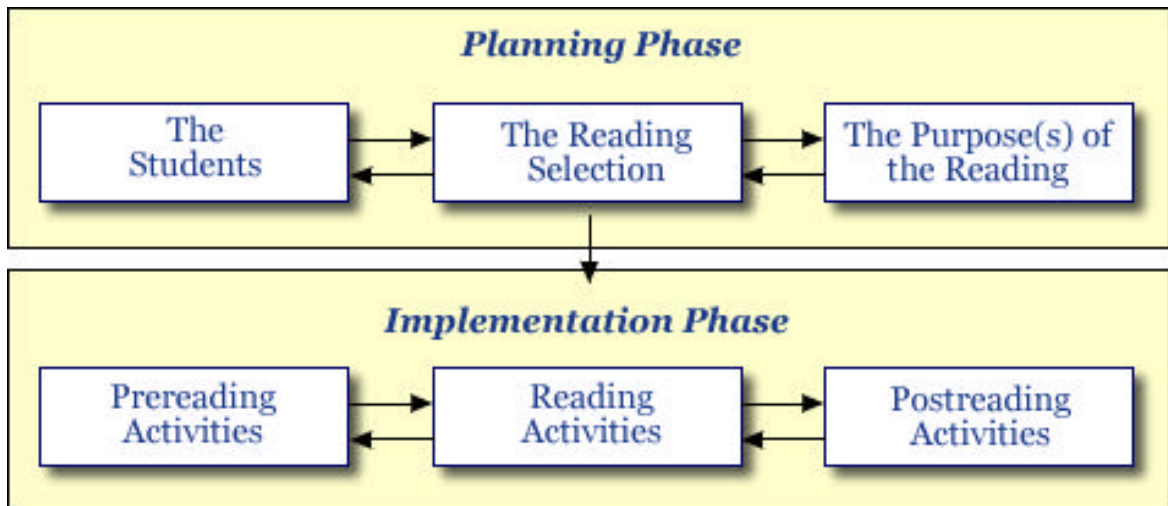 Planning Phase
The
Students
The Reading
Selection
The Purpose(s) of
the Reading
Implementation Phase
Prereading
Activities
Reading
Activities
Postreading
Activities